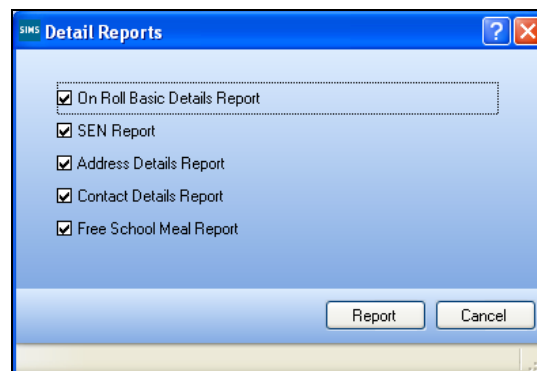 SIMS Detail Reports
On Roll Basic Details Report
SEN Report
Address Details Report
Contact Details Report
Free School Meal Report
Report Cancel